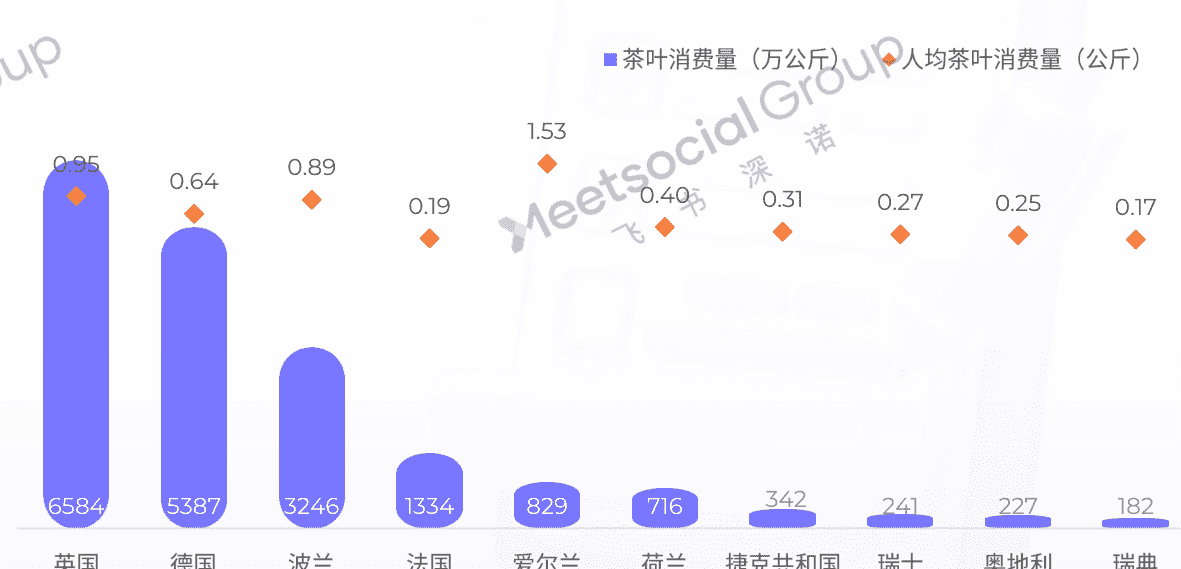 oup
茶叶消费量（万公斤） 人均茶叶消费量（公斤）
Meetsocial Group
飞书深诺
0.95 0.64 0.89 0.19 1.53 0.40 0.31 0.27 0.25 0.17
6584 5387 3246 1334 829 716 342 241 227 182
英国 德国 波兰 法国 爱尔兰 荷兰 捷克共和国 瑞士 奥地利 瑞典